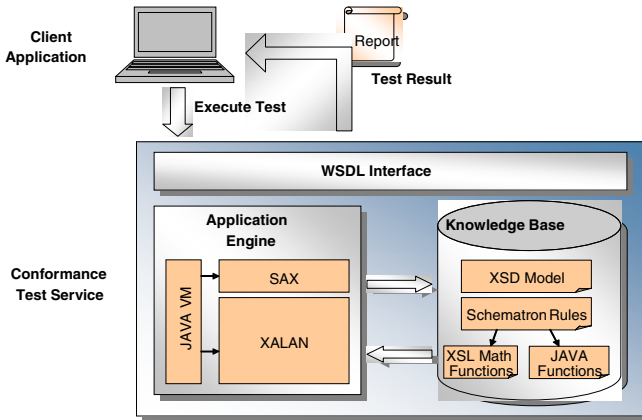 Client
Application
Report
Test Result
Execute Test
WSDL Interface
Application
Engine
Knowledge Base
Conformance
Test Service
JAVA VM
SAX
XALAN
XSD Model
Schematron Rules
XSL Math
Functions
JAVA
Functions